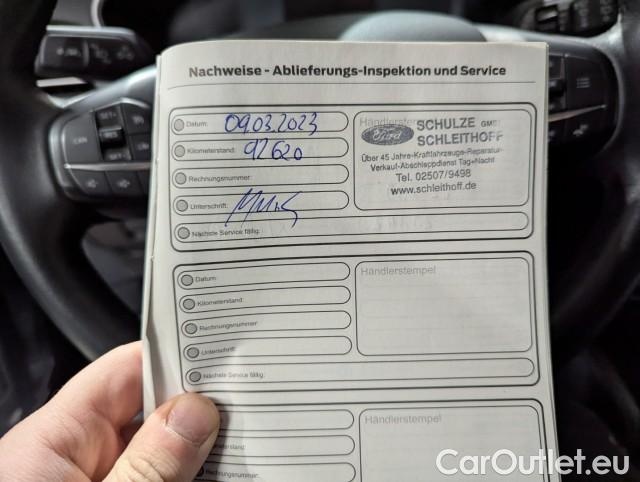 Nachweise - Ablieferungs-Inspektion und Service
Datum: 09.03.2023
Kilometerstand: 92620
Rechnungsnummer:
Unterschrift:
Nächste Service fällig:
Händlerstempel
Ford
SCHULZE GMBH
SCHLEITHOFF
Über 45 Jahre-Kraftfahrzeuge-Reparatur-
Verkauf-Abschleppdienst Tag+Nacht
Tel. 02507/9498
www.schleithoff.de
Datum:
Kilometerstand:
Rechnungsnummer:
Unterschrift:
Nächste Service fällig:
Händlerstempel
Rechnungsnummer:
Händlerstempel
CarOutlet.eu